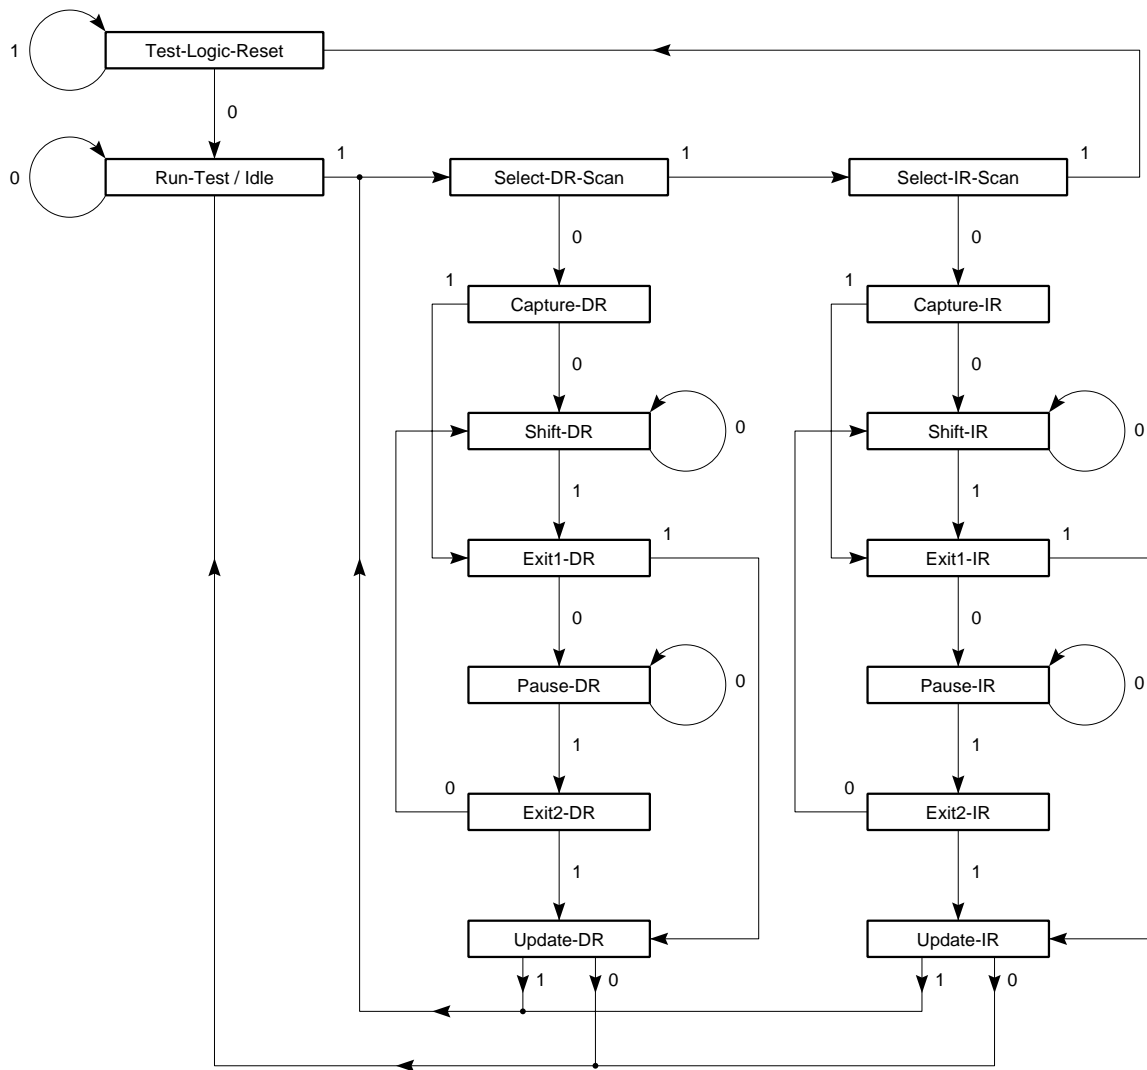 1 Test-Logic-Reset
0
0 Run-Test / Idle 1 Select-DR-Scan 1 Select-IR-Scan 1
0 0
1 Capture-DR 1 Capture-IR
0 0
Shift-DR 0 Shift-IR 0
1 1
Exit1-DR 1 Exit1-IR 1
0 0
Pause-DR 0 Pause-IR 0
1 1
0 Exit2-DR 0 Exit2-IR
1 1
Update-DR Update-IR
1 0 1 0